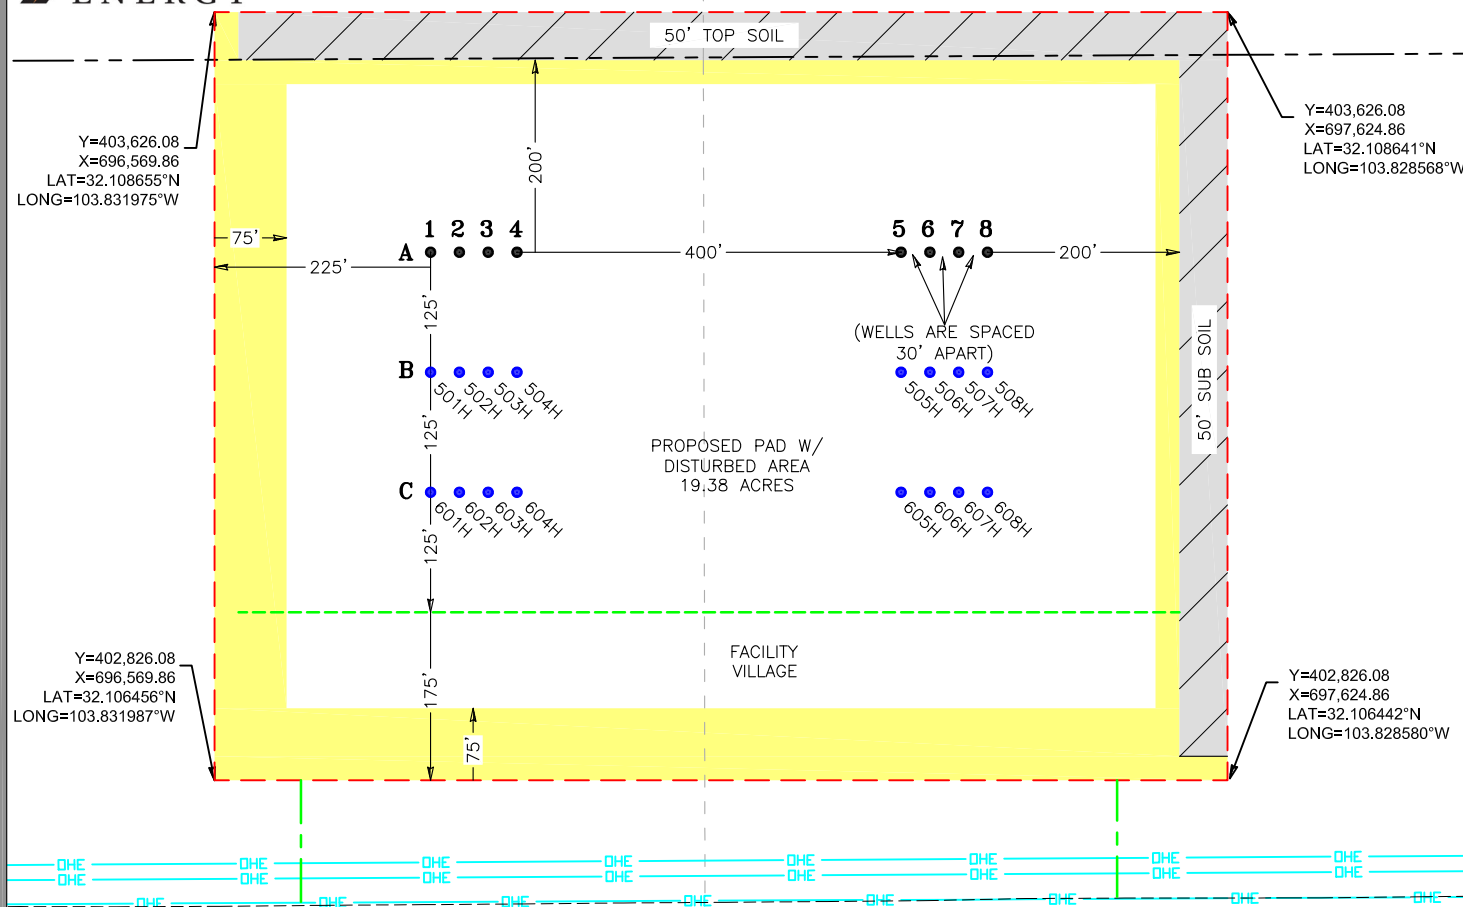 ENERGY
50' TOP SOIL
Y=403,626.08
X=696,569.86
LAT=32.108655°N
LONG=103.831975°W
Y=403,626.08
X=697,624.86
LAT=32.108641°N
LONG=103.828568°W
200'
75'
225'
1 2 3 4
5 6 7 8
A
400'
200'
125'
(WELLS ARE SPACED
30' APART)
50' SUB SOIL
B
501H 502H 503H 504H
505H 506H 507H 508H
125'
PROPOSED PAD W/
DISTURBED AREA
19.38 ACRES
C
601H 602H 603H 604H
605H 606H 607H 608H
125'
FACILITY
VILLAGE
175'
75'
Y=402,826.08
X=696,569.86
LAT=32.106456°N
LONG=103.831987°W
Y=402,826.08
X=697,624.86
LAT=32.106442°N
LONG=103.828580°W
OHE OHE OHE OHE OHE OHE OHE OHE
OHE OHE OHE OHE OHE OHE OHE OHE
OHE OHE OHE OHE OHE OHE OHE OHE